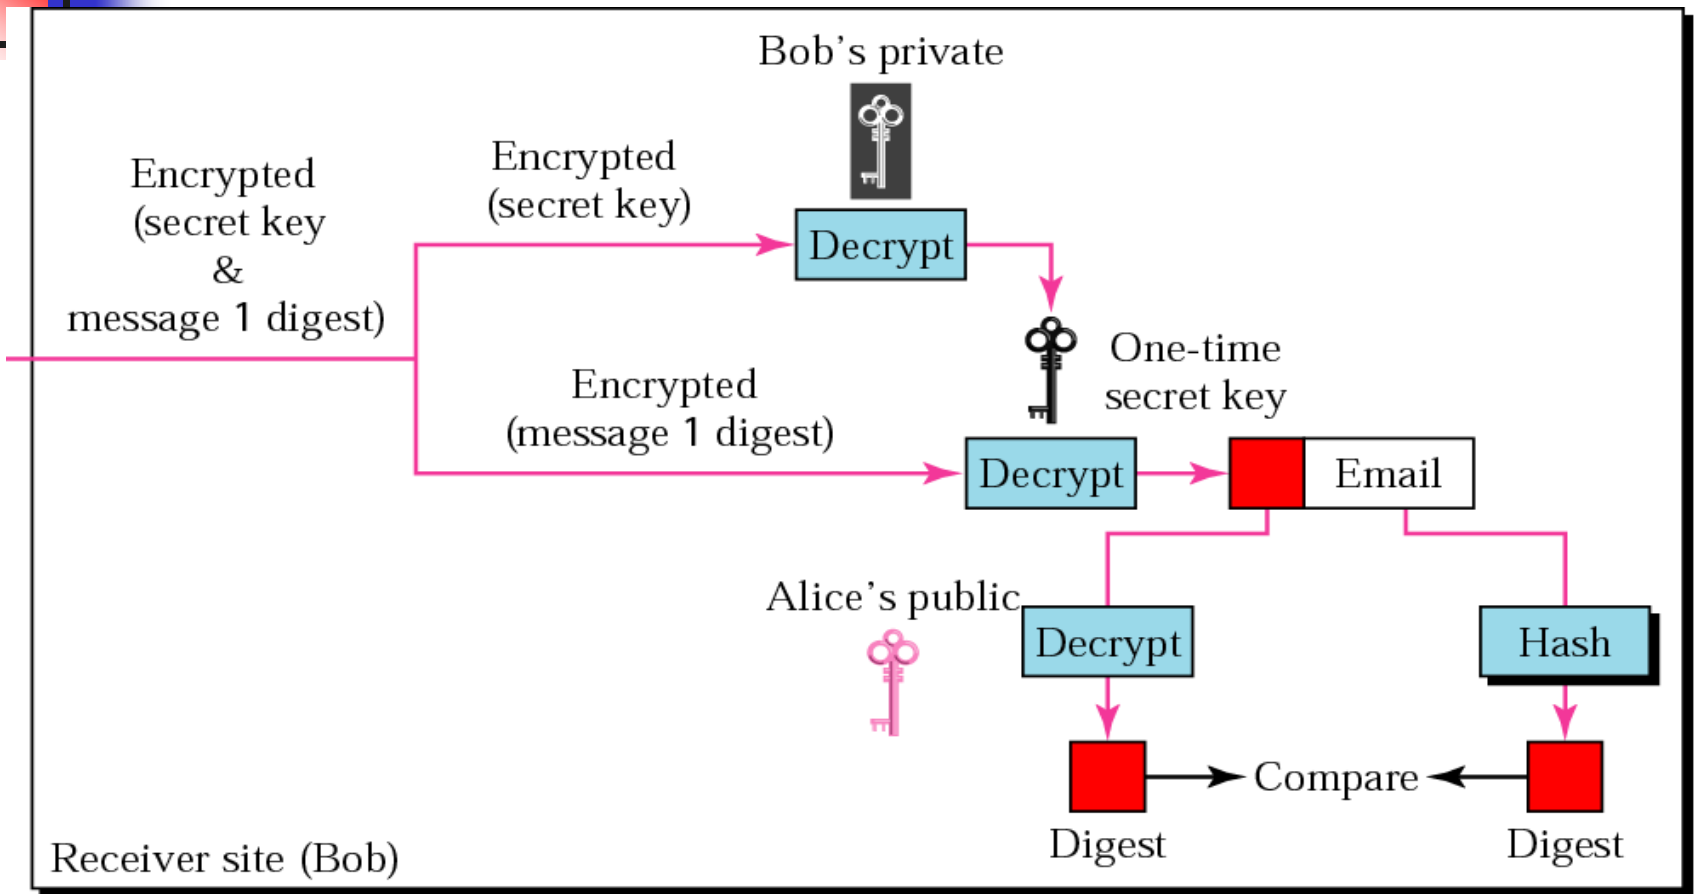 Bob's private
Encrypted
(secret key
&
message 1 digest)
Encrypted
(secret key)
Decrypt
One-time
secret key
Encrypted
(message 1 digest)
Decrypt
Email
Alice's public
Decrypt
Hash
Compare
Digest
Digest
Receiver site (Bob)